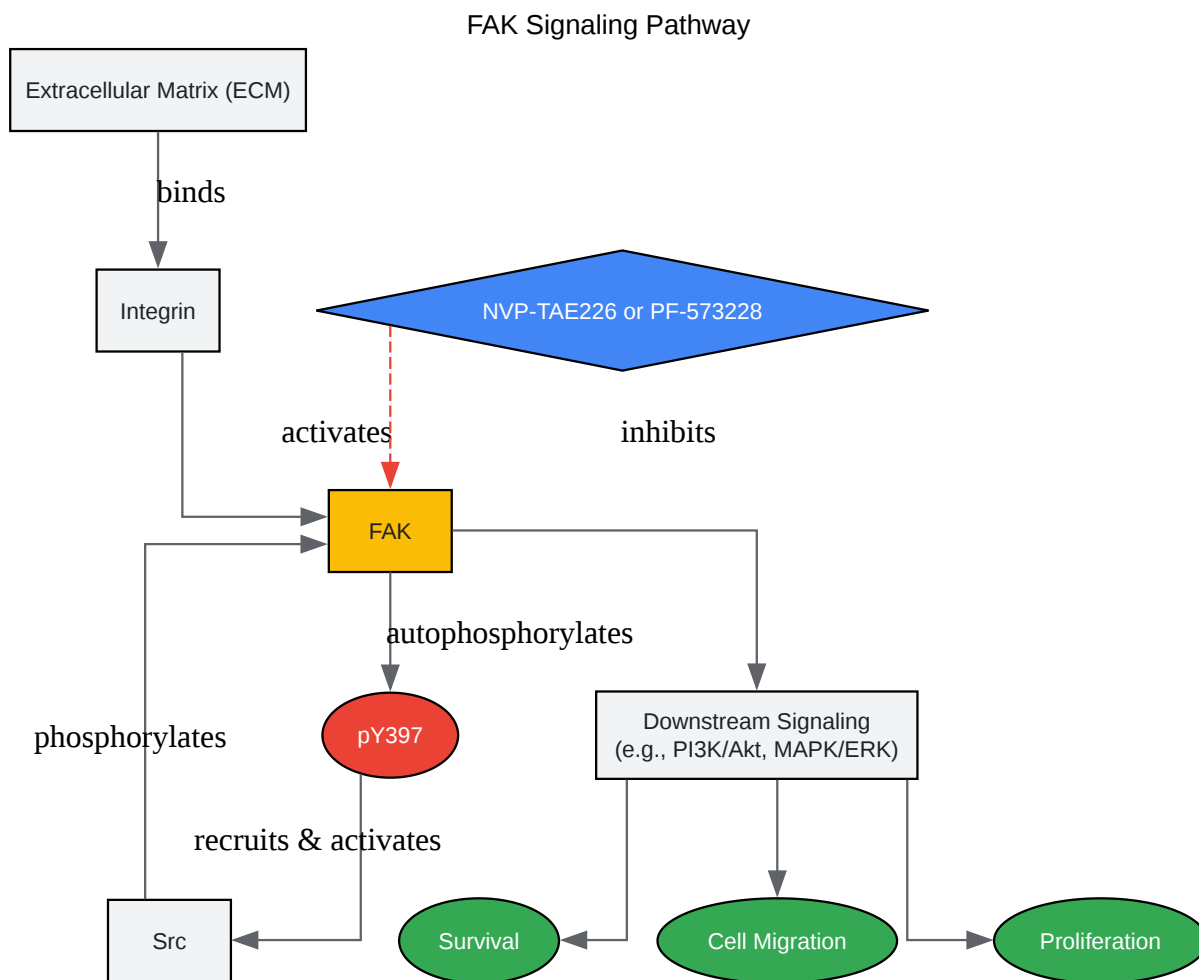 FAK Signaling Pathway
Extracellular Matrix (ECM)
binds
Integrin
NVP-TAE226 or PF-573228
activates
inhibits
FAK
autophosphorylates
phosphorylates
pY397
Downstream Signaling
(e.g., PI3K/Akt, MAPK/ERK)
recruits & activates
Src
Survival
Cell Migration
Proliferation